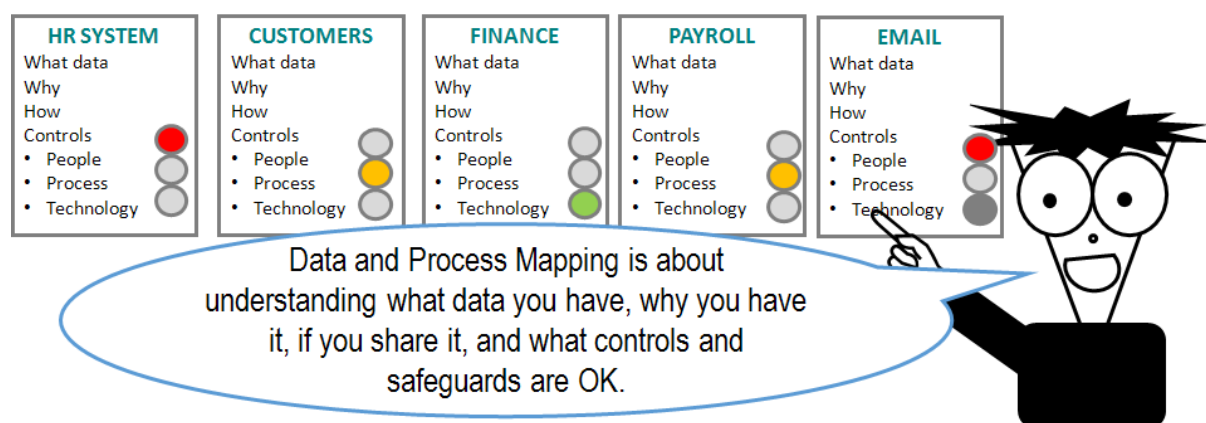 HR SYSTEM
What data
Why
How
Controls
• People
• Process
• Technology
CUSTOMERS
What data
Why
How
Controls
• People
• Process
• Technology
FINANCE
What data
Why
How
Controls
• People
• Process
• Technology
PAYROLL
What data
Why
How
Controls
• People
• Process
• Technology
EMAIL
What data
Why
How
Controls
• People
• Process
• Technology
Data and Process Mapping is about
understanding what data you have, why you have
it, if you share it, and what controls and
safeguards are OK.